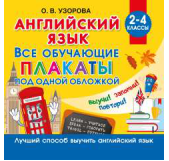 О. В. УЗОРОВА
АНГЛИЙСКИЙ
ЯЗЫК
2-4
КЛАССЫ
ВСЕ ОБУЧАЮЩИЕ
ПЛАКАТЫ
ПОД ОДНОЙ ОБЛОЖКОЙ
Выучи! Запомни!
Повтори!
Лучший способ выучить английский язык